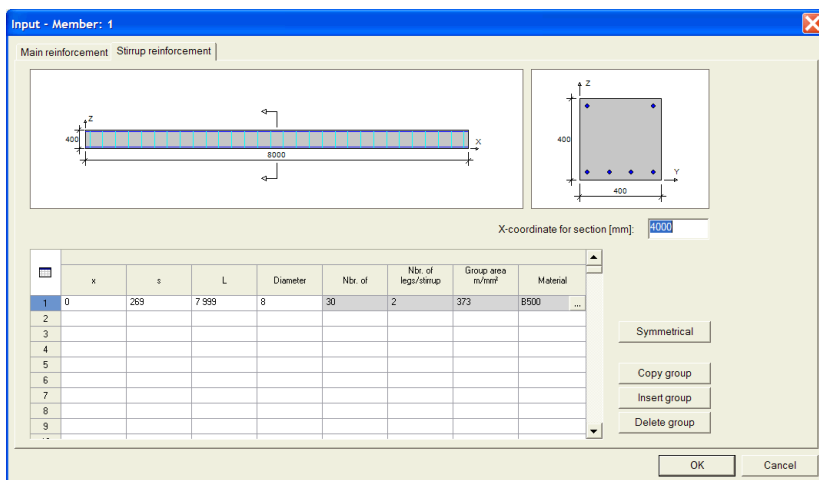 Input - Member: 1
Main reinforcement Stirrup reinforcement
Z
400
X
8000
Z
400
Y
400
X-coordinate for section [mm]: 4000
x s L Diameter Nbr. of Nbr. of legs/stirrup Group area m/mm² Material
1 0 269 7 999 8 30 2 373 B500 ...
2
3
4
5
6
7
8
9
Symmetrical
Copy group
Insert group
Delete group
OK Cancel